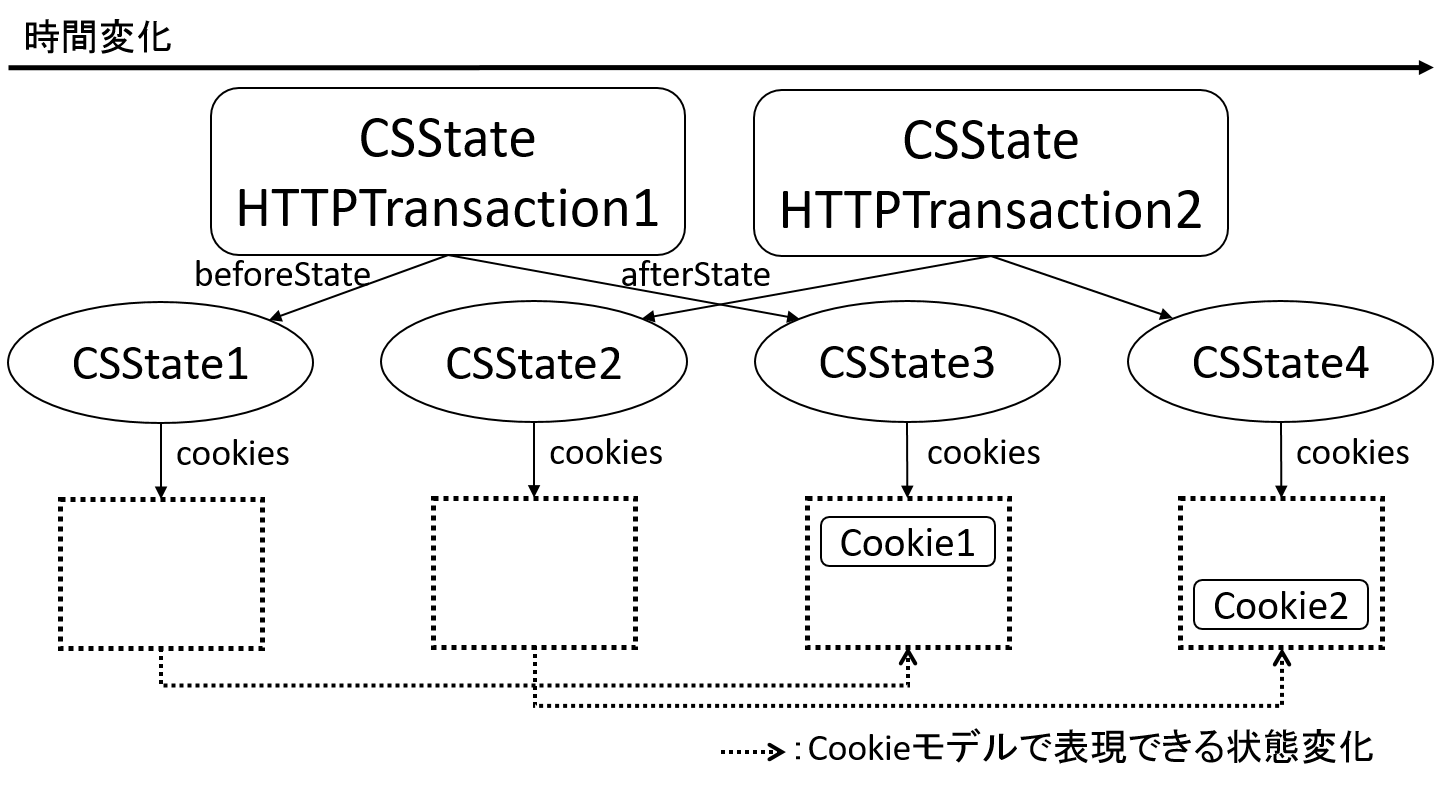 時間変化
CSState
HTTPTransaction1
CSState
HTTPTransaction2
beforeState
afterState
CSState1
CSState2
CSState3
CSState4
cookies
cookies
cookies
cookies
Cookie1
Cookie2
:Cookieモデルで表現できる状態変化